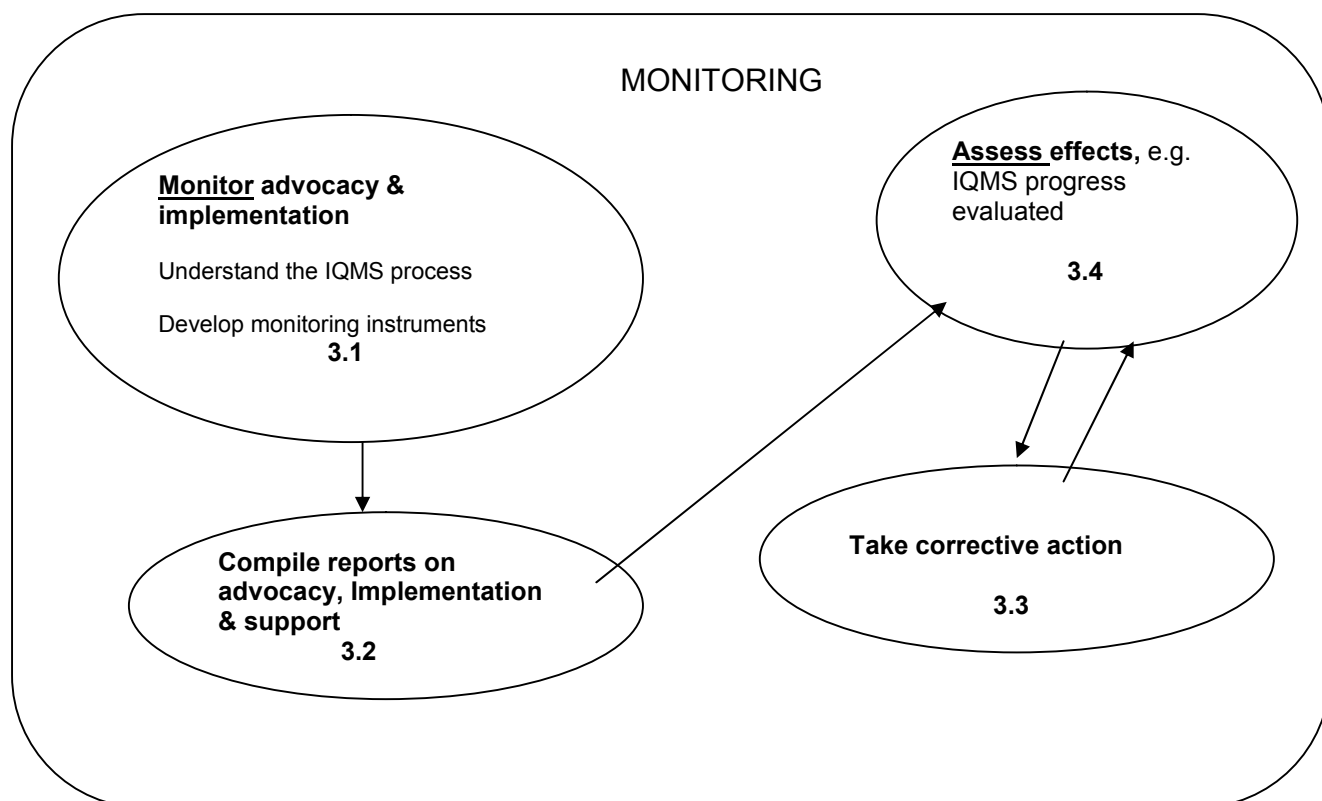 MONITORING
Monitor advocacy &
implementation
Understand the IQMS process
Develop monitoring instruments
3.1
Compile reports on
advocacy, Implementation
& support
3.2
Assess effects, e.g.
IQMS progress
evaluated
3.4
Take corrective action
3.3